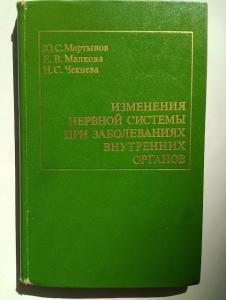 Ю. С. Мартынов
Е. В. Малкова
Н. С. Чекнева
ИЗМЕНЕНИЯ
НЕРВНОЙ СИСТЕМЫ
ПРИ ЗАБОЛЕВАНИЯХ
ВНУТРЕННИХ
ОРГАНОВ